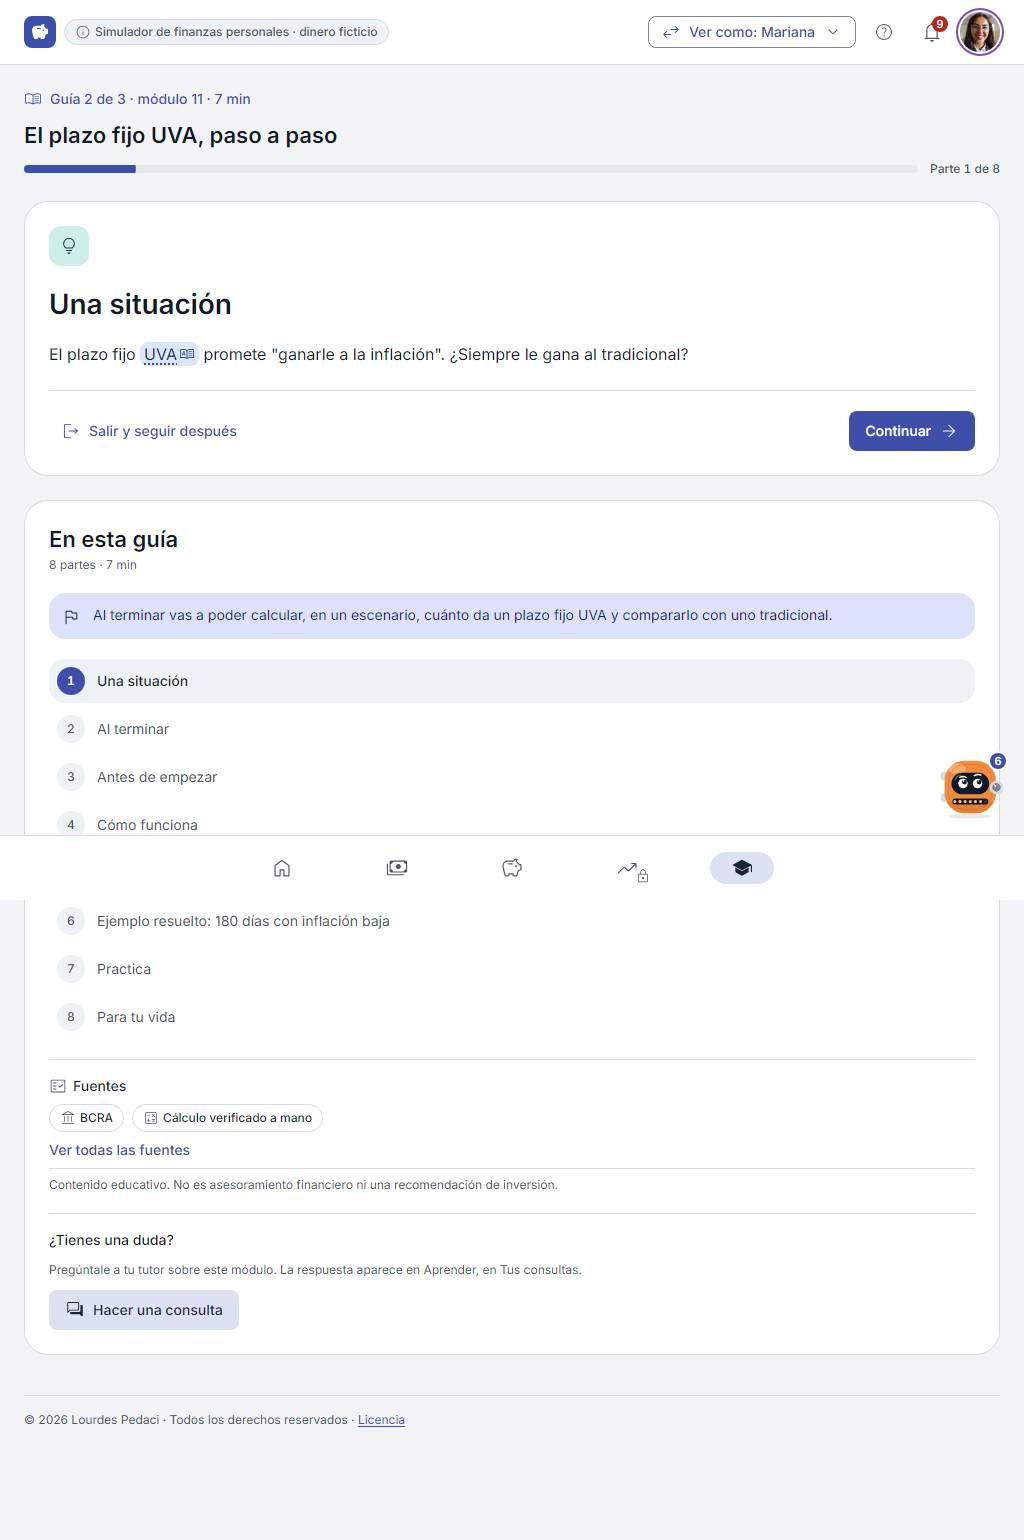 Simulador de finanzas personales · dinero ficticio
Ver como: Mariana
9
Guía 2 de 3 · módulo 11 · 7 min
El plazo fijo UVA, paso a paso
Parte 1 de 8
Una situación
El plazo fijo UVA promete "ganarle a la inflación". ¿Siempre le gana al tradicional?
Salir y seguir después
Continuar
En esta guía
8 partes · 7 min
Al terminar vas a poder calcular, en un escenario, cuánto da un plazo fijo UVA y compararlo con uno tradicional.
1 Una situación
2 Al terminar
3 Antes de empezar
6
4 Cómo funciona
6 Ejemplo resuelto: 180 días con inflación baja
7 Practica
8 Para tu vida
Fuentes
BCRA
Cálculo verificado a mano
Ver todas las fuentes
Contenido educativo. No es asesoramiento financiero ni una recomendación de inversión.
¿Tienes una duda?
Pregúntale a tu tutor sobre este módulo. La respuesta aparece en Aprender, en Tus consultas.
Hacer una consulta
© 2026 Lourdes Pedaci · Todos los derechos reservados · Licencia